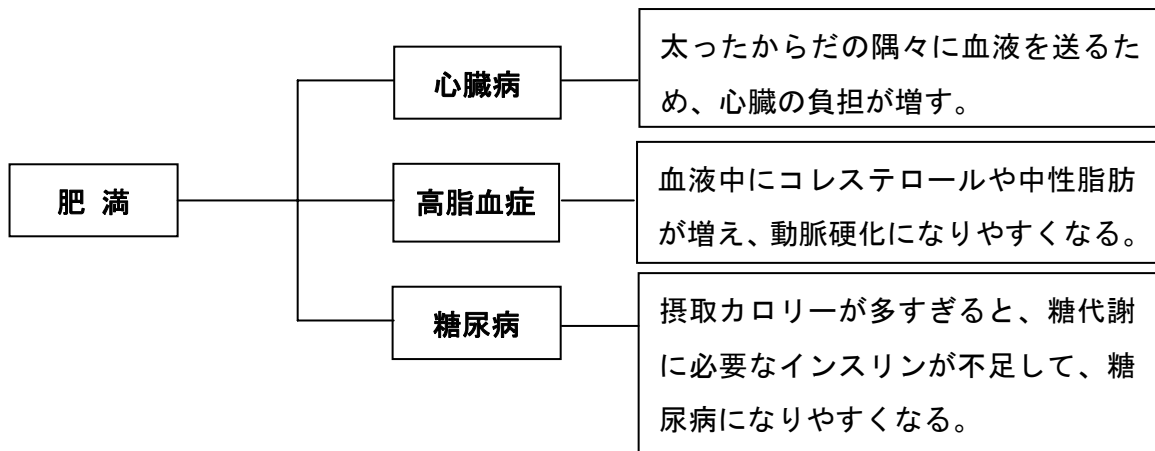 肥 満
心臓病
太ったからだの隅々に血液を送るた
め、心臓の負担が増す。
高脂血症
血液中にコレステロールや中性脂肪
が増え、動脈硬化になりやすくなる。
糖尿病
摂取カロリーが多すぎると、糖代謝
に必要なインスリンが不足して、糖
尿病になりやすくなる。